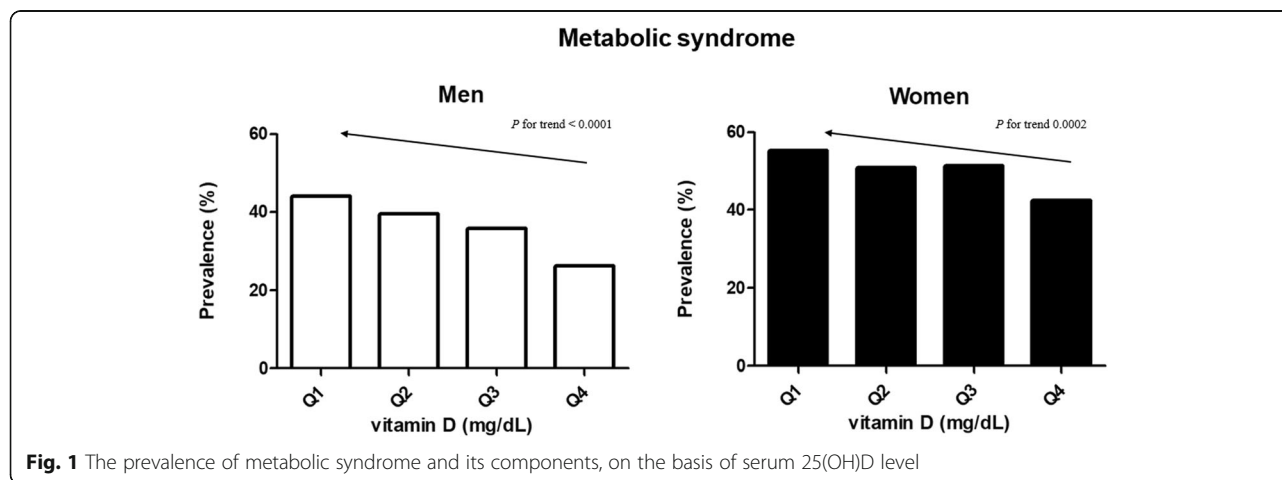 Metabolic syndrome
Men
P for trend < 0.0001
60
40
20
0
Prevalence (%)
Q1
Q2
Q3
Q4
vitamin D (mg/dL)
Women
P for trend 0.0002
60
40
20
0
Prevalence (%)
Q1
Q2
Q3
Q4
vitamin D (mg/dL)
Fig. 1 The prevalence of metabolic syndrome and its components, on the basis of serum 25(OH)D level